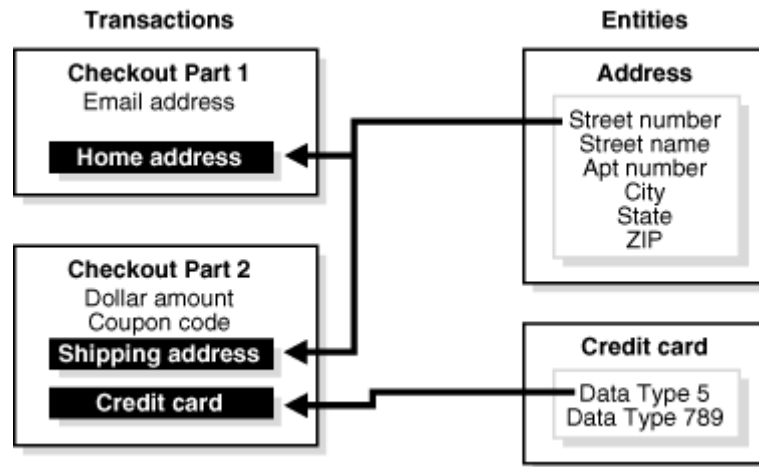 Transactions
Checkout Part 1
Email address
Home address
Checkout Part 2
Dollar amount
Coupon code
Shipping address
Credit card
Entities
Address
Street number
Street name
Apt number
City
State
ZIP
Credit card
Data Type 5
Data Type 789